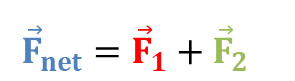 F⃗net = F⃗1 + F⃗2